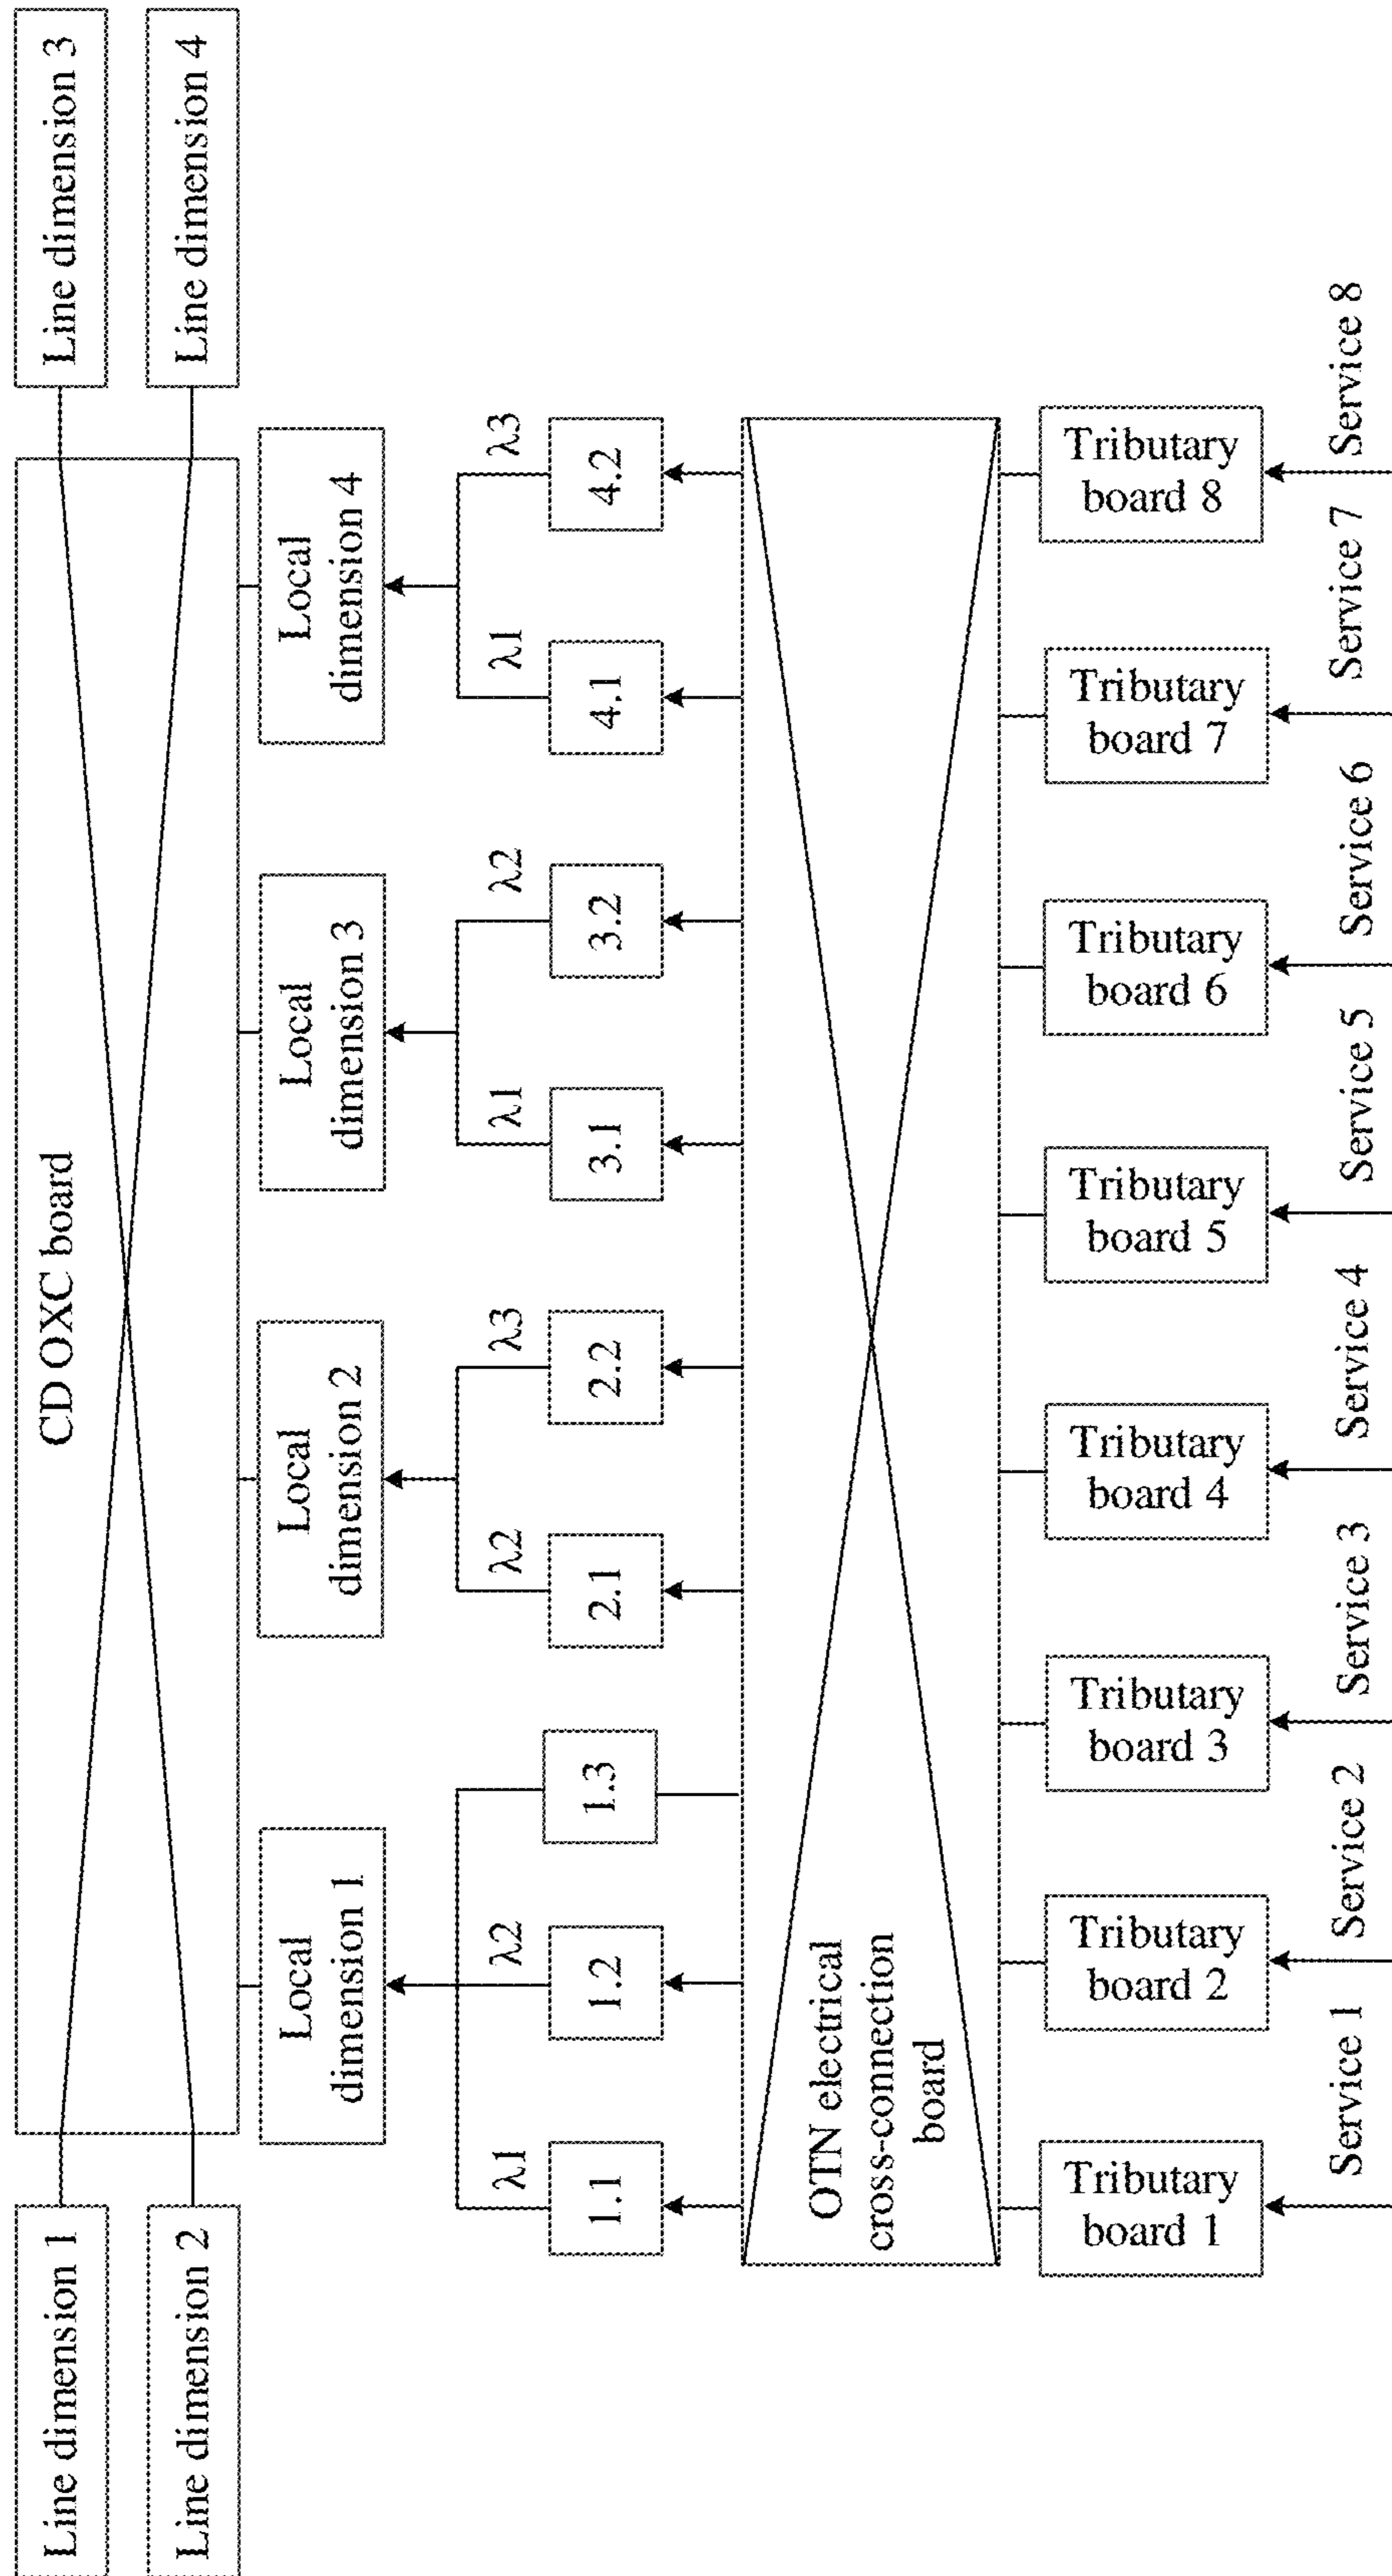 Line dimension 1
CD OXC board
Line dimension 3
Line dimension 2
Line dimension 4
Local
dimension 1
Local
dimension 2
Local
dimension 3
Local
dimension 4
λ1
λ2
λ2
λ3
λ1
λ2
λ1
λ3
1.1
1.2
1.3
2.1
2.2
3.1
3.2
4.1
4.2
OTN electrical
cross-connection
board
Tributary
board 1
Tributary
board 2
Tributary
board 3
Tributary
board 4
Tributary
board 5
Tributary
board 6
Tributary
board 7
Tributary
board 8
Service 1
Service 2
Service 3
Service 4
Service 5
Service 6
Service 7
Service 8